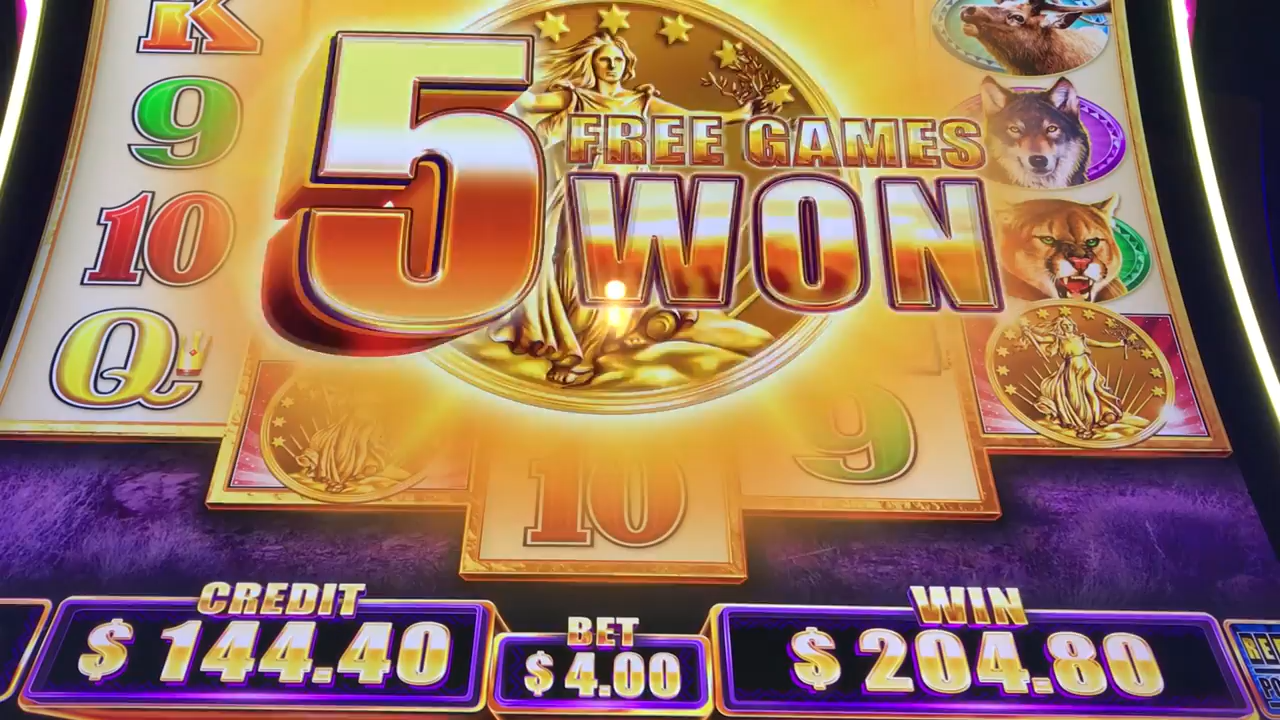 K
9
10
Q
5
FREE GAMES
WON
9
10
CREDIT
$ 144.40
BET
$ 4.00
WIN
$ 204.80